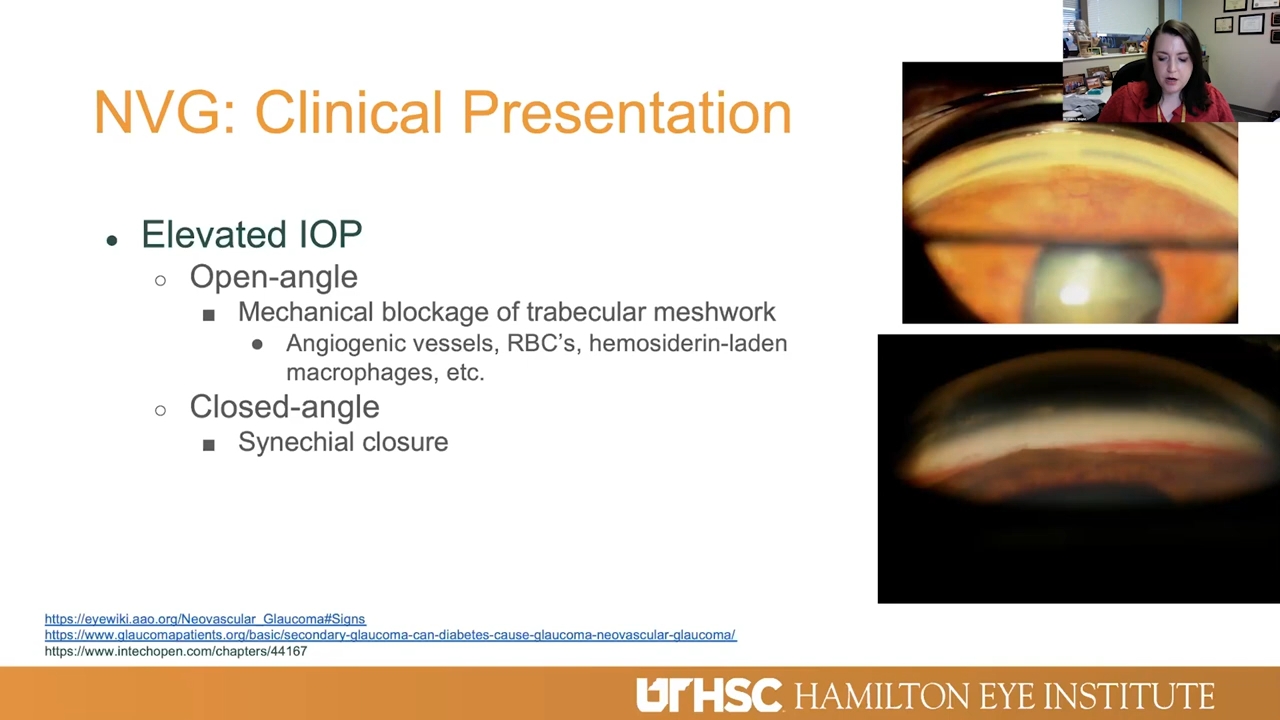 NVG: Clinical Presentation
● Elevated IOP
○ Open-angle
■ Mechanical blockage of trabecular meshwork
● Angiogenic vessels, RBC's, hemosiderin-laden
macrophages, etc.
○ Closed-angle
■ Synechial closure
https://eyewiki.aao.org/Neovascular_Glaucoma#Signs
https://www.glaucomapatients.org/basic/secondary-glaucoma-can-diabetes-cause-glaucoma-neovascular-glaucoma/
https://www.intechopen.com/chapters/44167
UTHSC HAMILTON EYE INSTITUTE